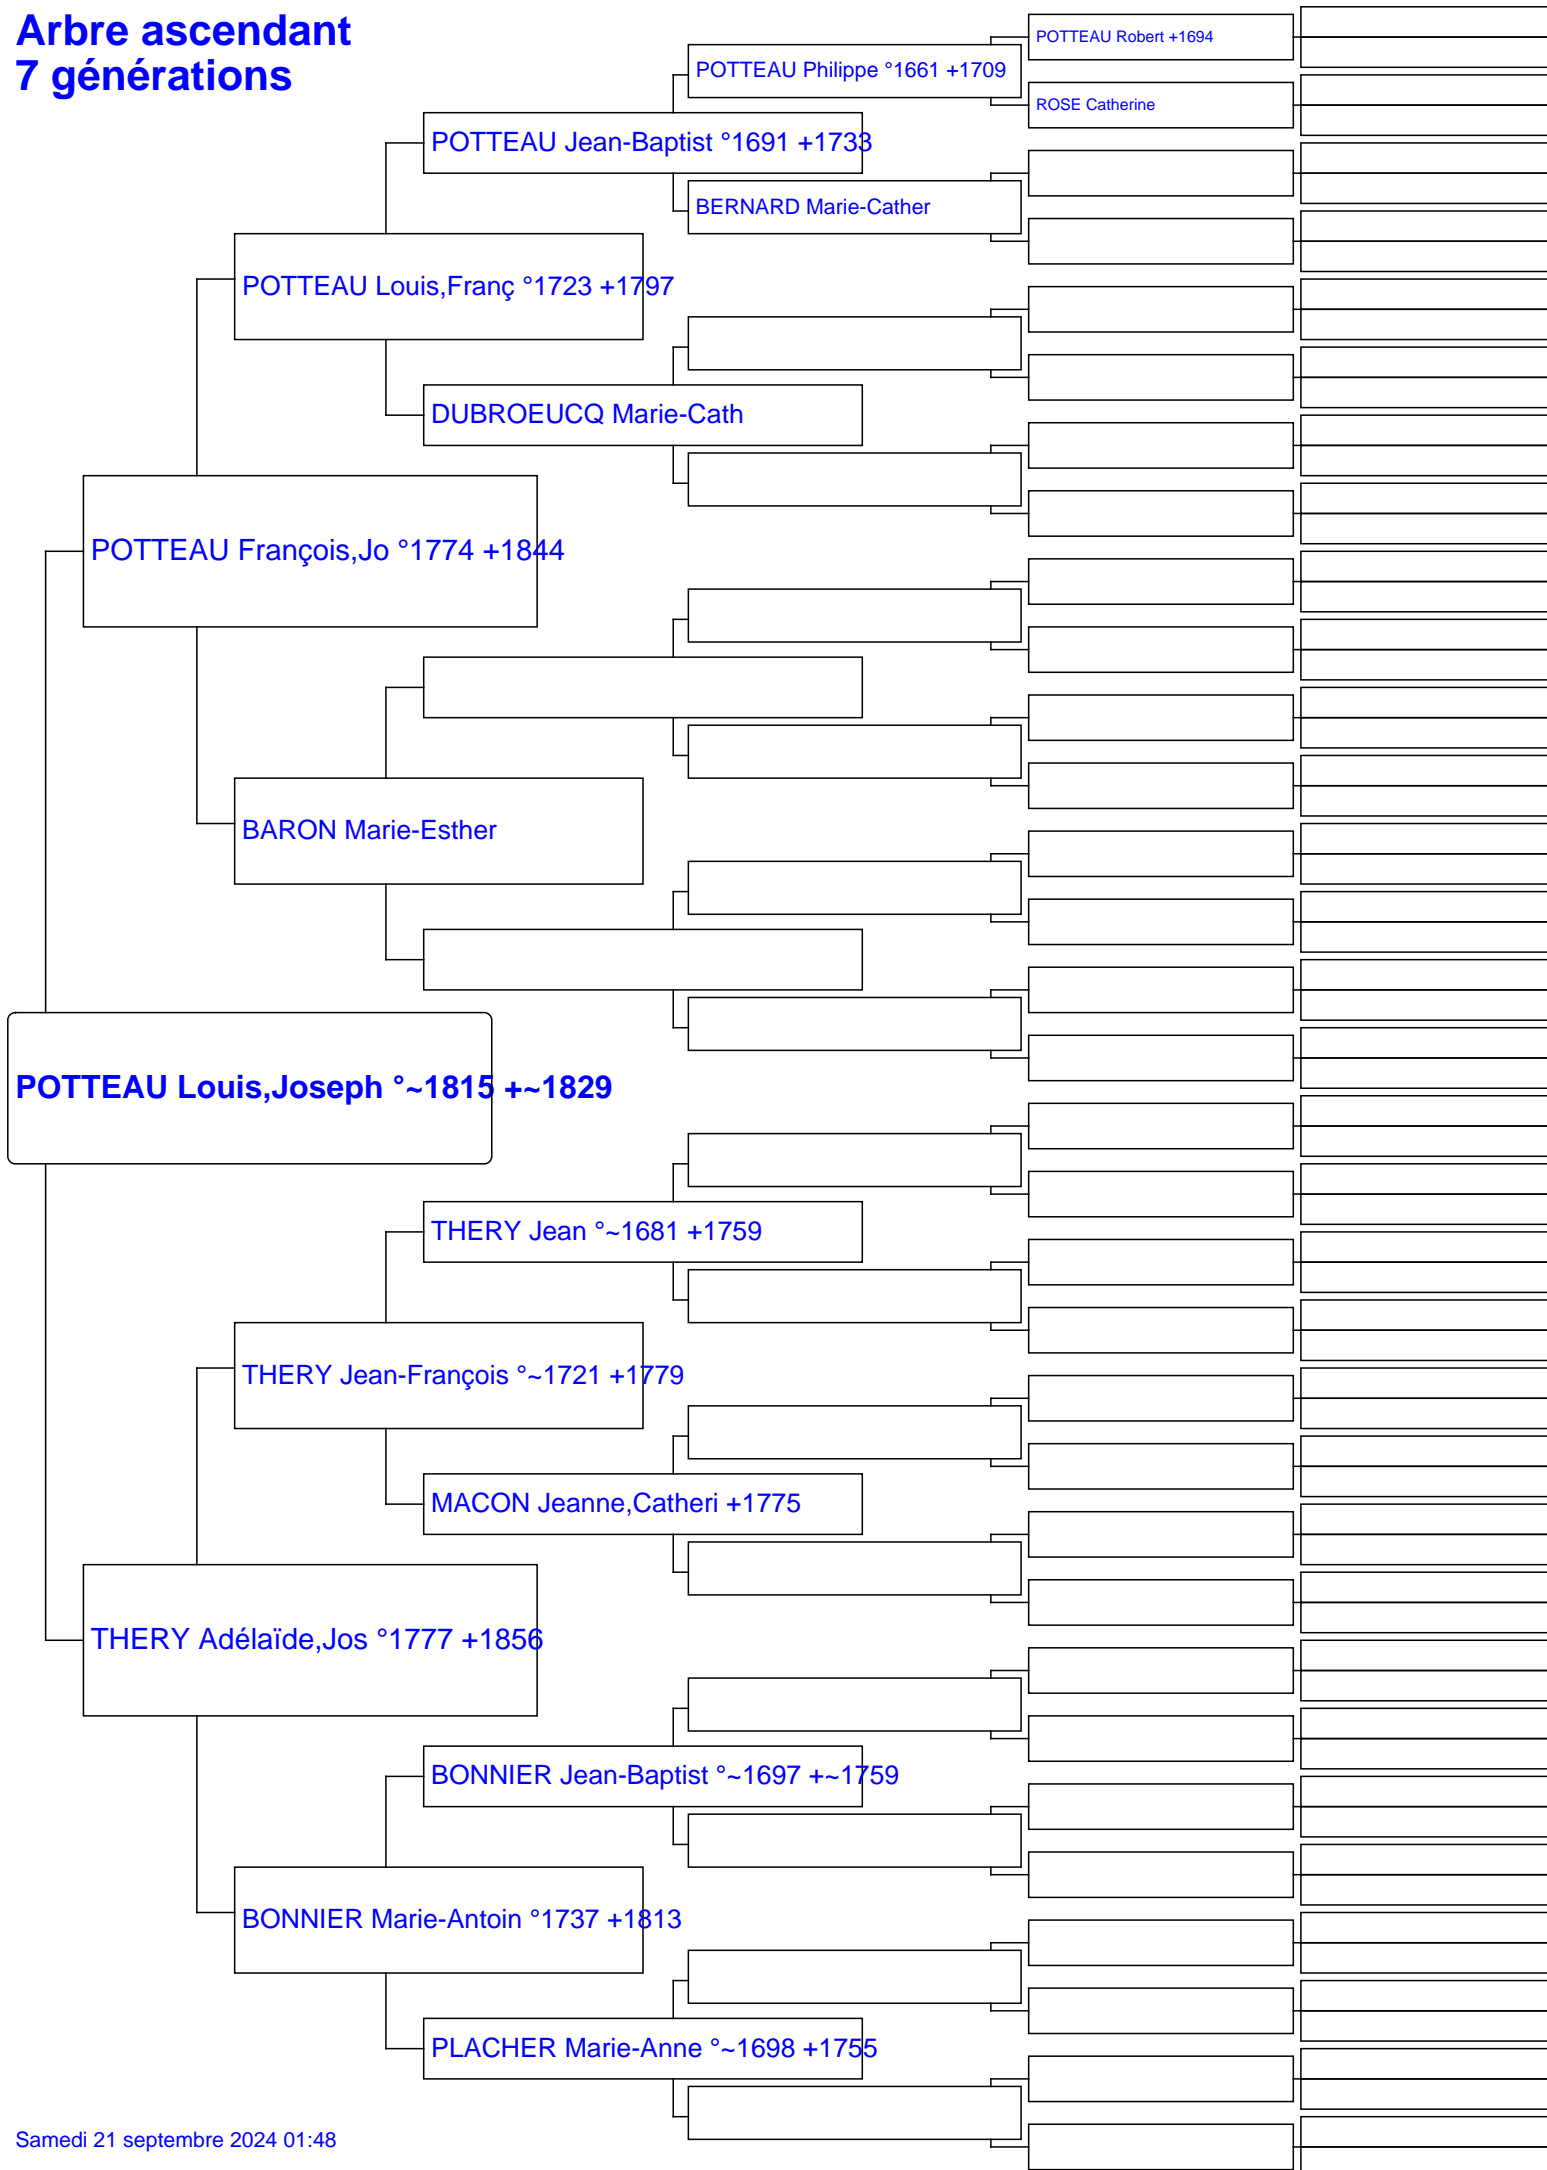 Arbre ascendant
7 générations
POTTEAU Robert +1694
POTTEAU Philippe °1661 +1709
ROSE Catherine
POTTEAU Jean-Baptist °1691 +1733
BERNARD Marie-Cather
POTTEAU Louis,Franç °1723 +1797
DUBROEUCQ Marie-Cath
POTTEAU François,Jo °1774 +1844
BARON Marie-Esther
POTTEAU Louis,Joseph °~1815 +~1829
THERY Jean °~1681 +1759
THERY Jean-François °~1721 +1779
MACON Jeanne,Catheri +1775
THERY Adélaïde,Jos °1777 +1856
BONNIER Jean-Baptist °~1697 +~1759
BONNIER Marie-Antoin °1737 +1813
PLACHER Marie-Anne °~1698 +1755
Samedi 21 septembre 2024 01:48